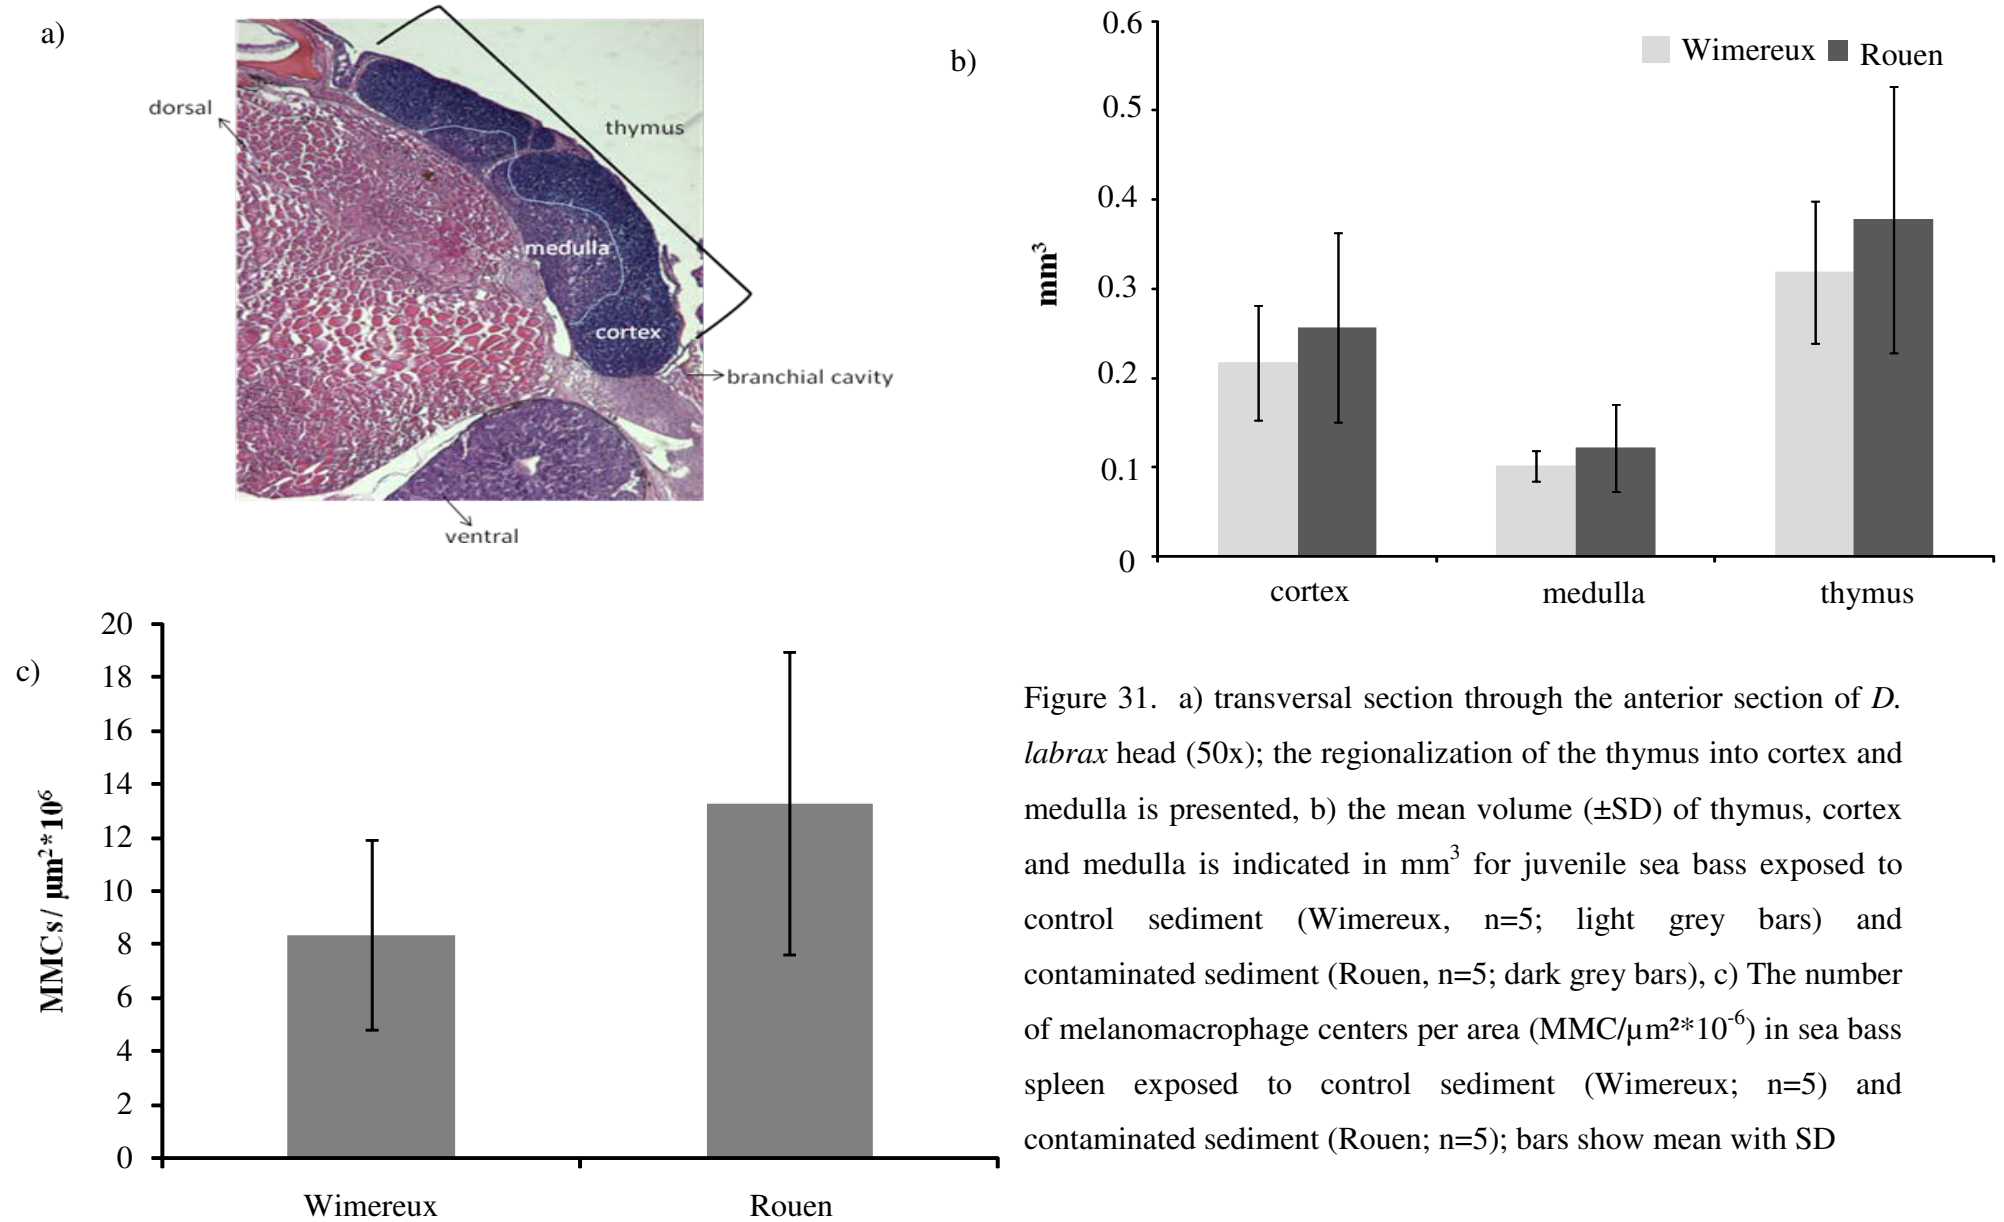 a)
dorsal
thymus
medulla
cortex
branchial cavity
ventral
b)
0.6
0.5
0.4
0.3
0.2
0.1
0
mm³
Wimereux Rouen
cortex medulla thymus
c)
20
18
16
14
12
10
8
6
4
2
0
MMCs/ µm²*10⁶
Wimereux Rouen
Figure 31. a) transversal section through the anterior section of D.
labrax head (50x); the regionalization of the thymus into cortex and
medulla is presented, b) the mean volume (±SD) of thymus, cortex
and medulla is indicated in mm³ for juvenile sea bass exposed to
control sediment (Wimereux, n=5; light grey bars) and
contaminated sediment (Rouen, n=5; dark grey bars), c) The number
of melanomacrophage centers per area (MMC/µm²*10⁻⁶) in sea bass
spleen exposed to control sediment (Wimereux; n=5) and
contaminated sediment (Rouen; n=5); bars show mean with SD